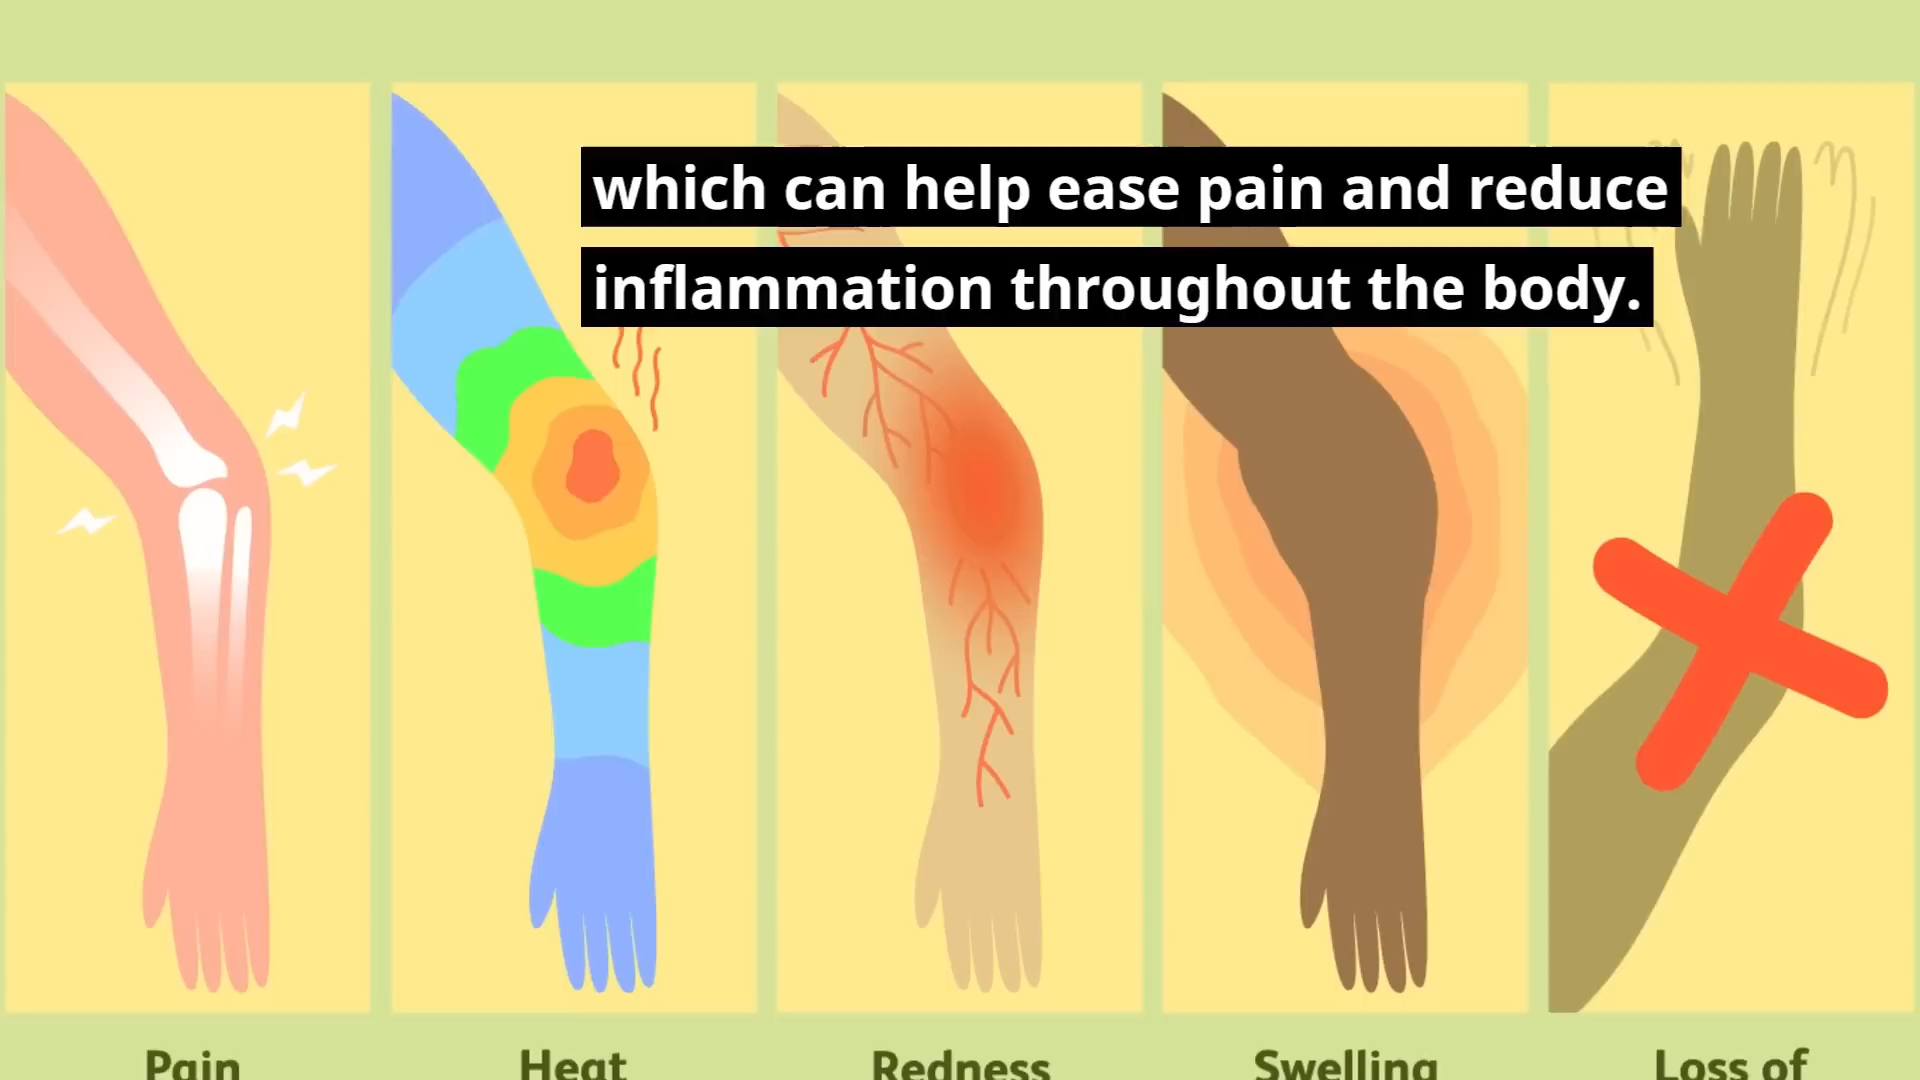 which can help ease pain and reduce
inflammation throughout the body.
Pain
Heat
Redness
Swelling
Loss of